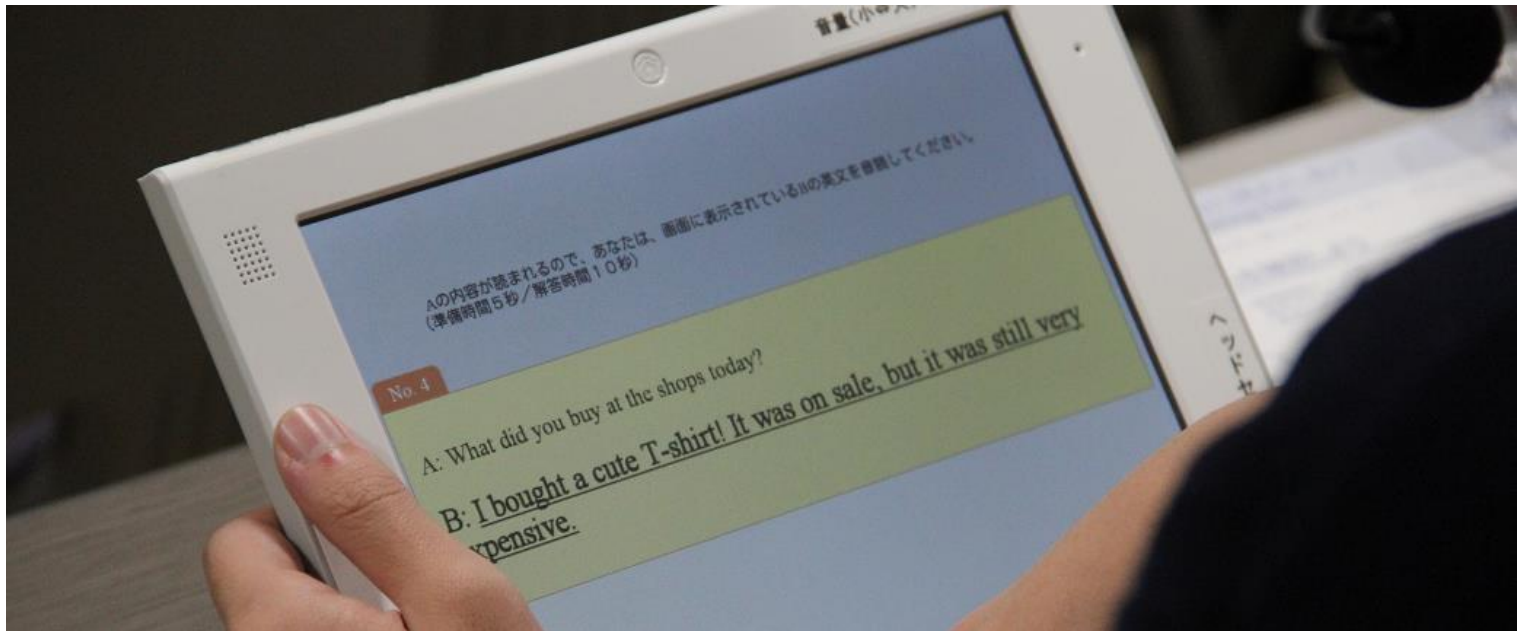 音量(小
Aの内容が読まれるので、あなたは、画面に表示されているBの英文を音読してください。
(準備時間5秒/解答時間10秒)
No. 4
A: What did you buy at the shops today?
B: I bought a cute T-shirt! It was on sale, but it was still very
xpensive.
ヘッドセ